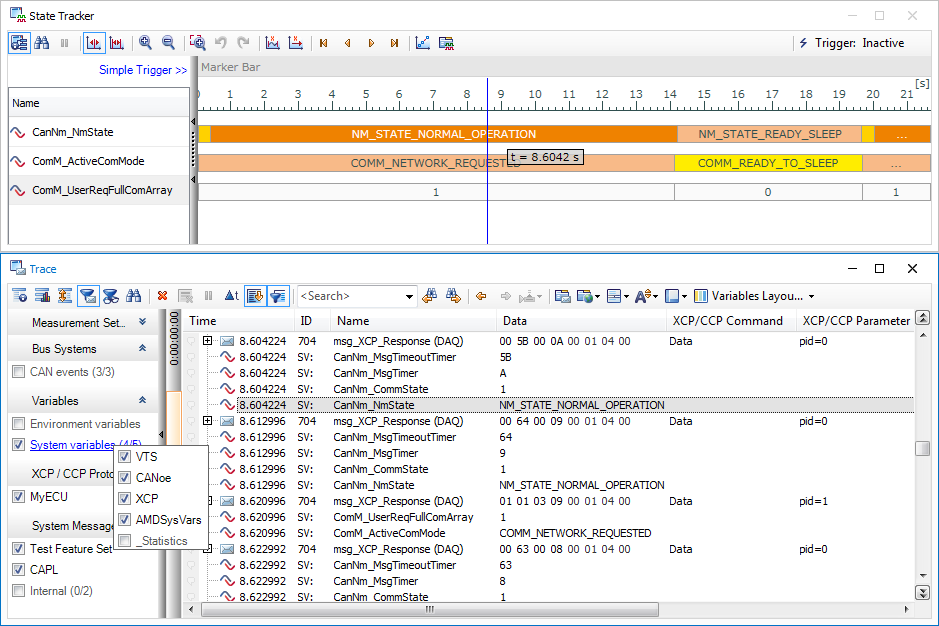 State Tracker
Trigger: Inactive
Simple Trigger >>
Marker Bar
[s]
1 2 3 4 5 6 7 8 9 10 11 12 13 14 15 16 17 18 19 20 21
Name
CanNm_NmState
NM_STATE_NORMAL_OPERATION NM_STATE_READY_SLEEP ...
t = 8.6042 s
ComM_ActiveComMode
COMM_NETWORK_REQUESTED COMM_READY_TO_SLEEP ...
ComM_UserReqFullComArray
1 0 1
Trace
Δt <Search> Variables Layou...
Measurement Set...
Bus Systems
CAN events (3/3)
Variables
Environment variables
System variables (4/5)
VTS
CANoe
XCP
AMDSysVars
_Statistics
XCP / CCP Proto
MyECU
System Message
Test Feature Set
CAPL
Internal (0/2)
0:00:00:00
Time ID Name Data XCP/CCP Command XCP/CCP Parameter
8.604224 704 msg_XCP_Response (DAQ) 00 5B 00 0A 00 01 04 00 Data pid=0
8.604224 SV: CanNm_MsgTimeoutTimer 5B
8.604224 SV: CanNm_MsgTimer A
8.604224 SV: CanNm_CommState 1
8.604224 SV: CanNm_NmState NM_STATE_NORMAL_OPERATION
8.612996 704 msg_XCP_Response (DAQ) 00 64 00 09 00 01 04 00 Data pid=0
8.612996 SV: CanNm_MsgTimeoutTimer 64
8.612996 SV: CanNm_MsgTimer 9
8.612996 SV: CanNm_CommState 1
8.612996 SV: CanNm_NmState NM_STATE_NORMAL_OPERATION
8.620996 704 msg_XCP_Response (DAQ) 01 01 03 09 00 01 04 00 Data pid=1
8.620996 SV: ComM_UserReqFullComArray 1
8.620996 SV: ComM_ActiveComMode COMM_NETWORK_REQUESTED
8.622992 704 msg_XCP_Response (DAQ) 00 63 00 08 00 01 04 00 Data pid=0
8.622992 SV: CanNm_MsgTimeoutTimer 63
8.622992 SV: CanNm_MsgTimer 8
8.622992 SV: CanNm_CommState 1